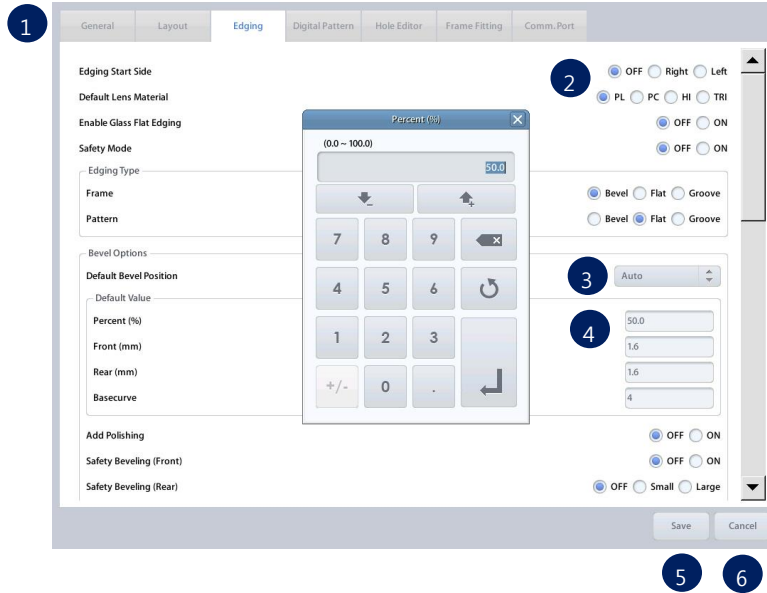 1
General Layout Edging Digital Pattern Hole Editor Frame Fitting Comm.Port
Edging Start Side 2 OFF Right Left
Default Lens Material PL PC HI TRI
Enable Glass Flat Edging OFF ON
Safety Mode OFF ON
Edging Type
Frame Bevel Flat Groove
Pattern Bevel Flat Groove
Bevel Options
Default Bevel Position 3 Auto
Default Value
Percent (%) 4 50.0
Front (mm) 1.6
Rear (mm) 1.6
Basecurve 4
Add Polishing OFF ON
Safety Beveling (Front) OFF ON
Safety Beveling (Rear) OFF Small Large
Percent (%)
(0.0 ~ 100.0)
50.0
7 8 9
4 5 6
1 2 3
+/- 0 .
Save Cancel
5 6